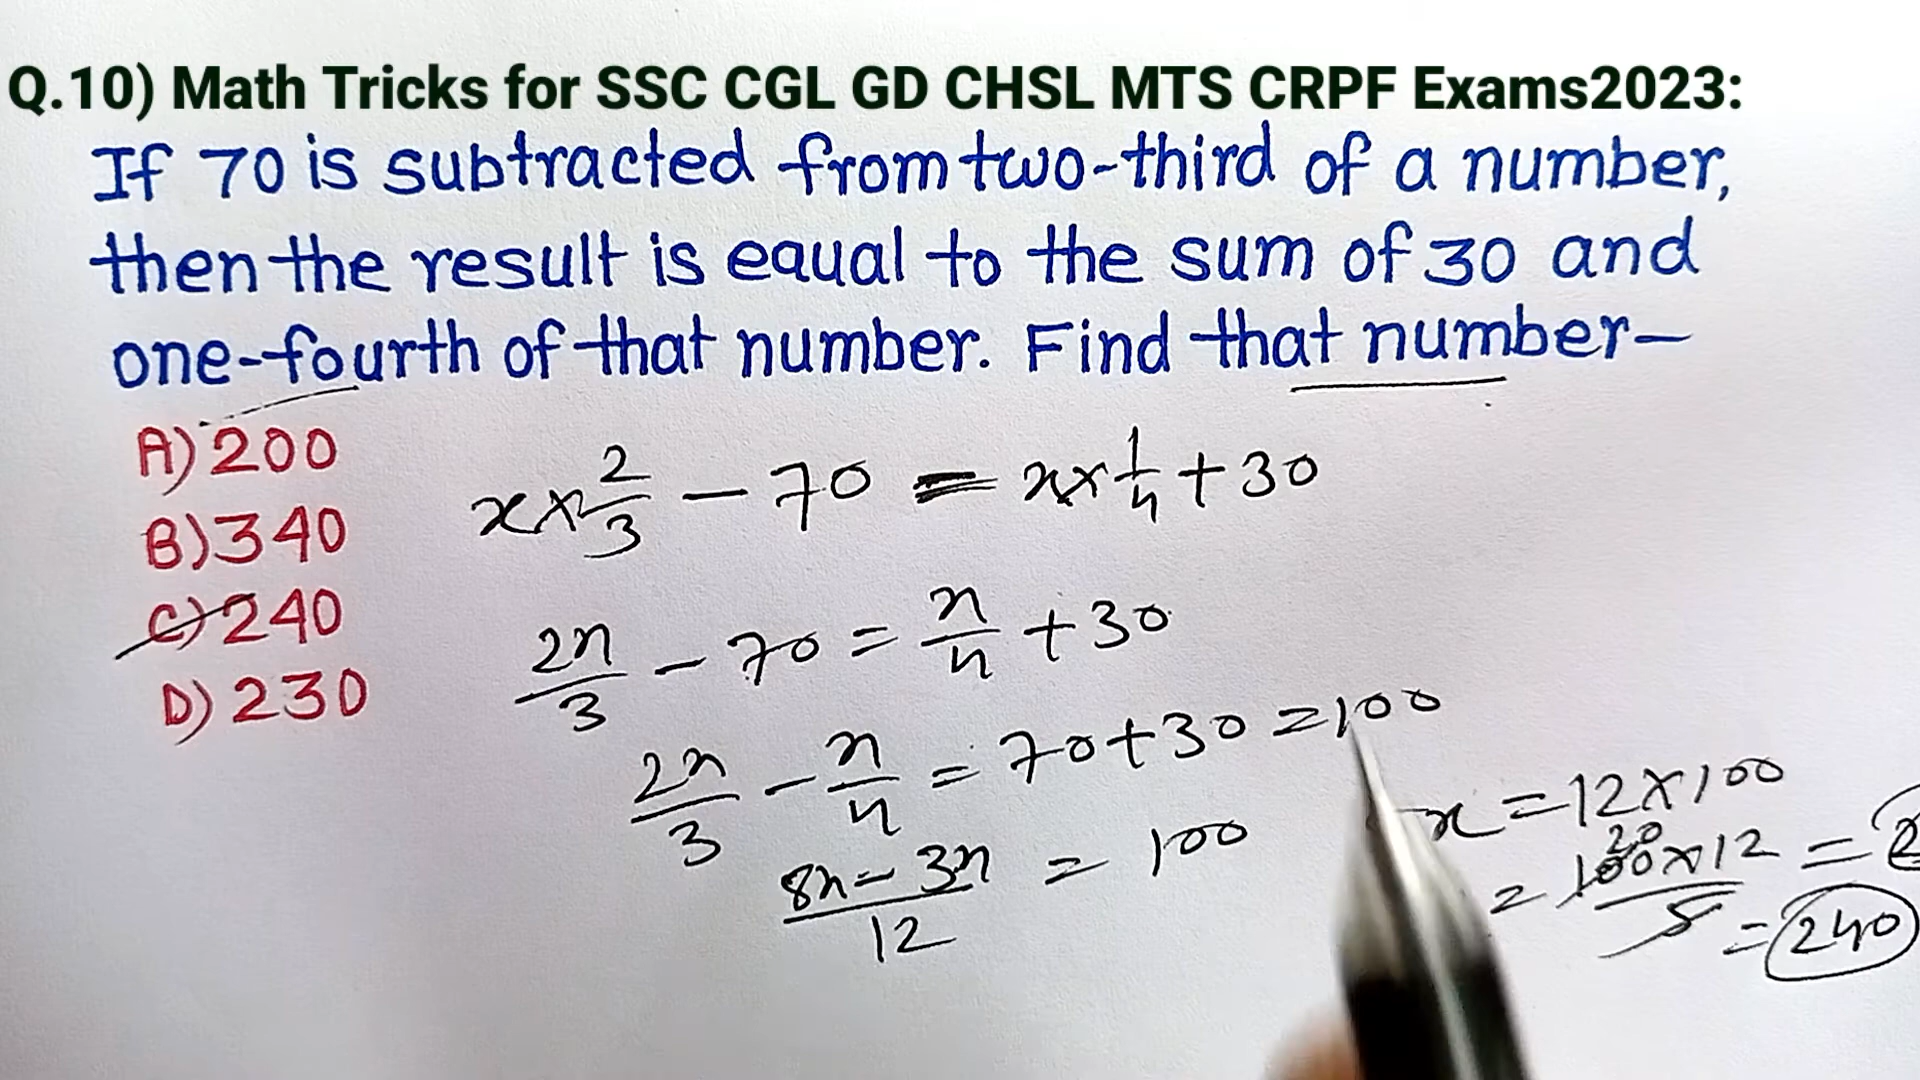 Q.10) Math Tricks for SSC CGL GD CHSL MTS CRPF Exams2023:
If 70 is subtracted from two-third of a number,
then the result is equal to the sum of 30 and
one-fourth of that number. Find that number-
A) 200
B) 340
C) 240
D) 230
x × 2/3 - 70 = x × 1/4 + 30
2x/3 - 70 = x/4 + 30
2x/3 - x/4 = 70 + 30 = 100
8x - 3x / 12 = 100
x = 12 × 100
= 100 × 12 / 5 =
20
= 240